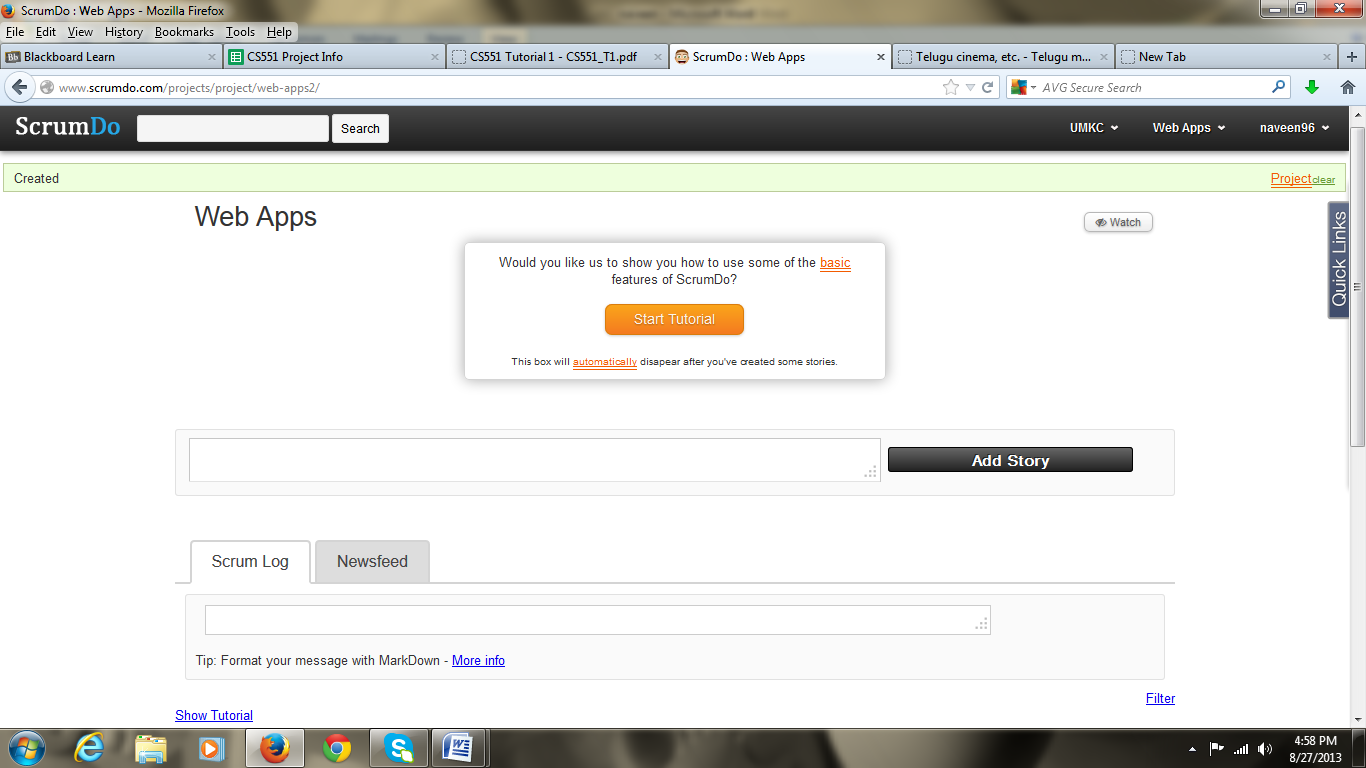 ScrumDo : Web Apps - Mozilla Firefox
File Edit View History Bookmarks Tools Help
Bb Blackboard Learn × CS551 Project Info × CS551 Tutorial 1 - CS551_T1.pdf × ScrumDo : Web Apps × Telugu cinema, etc. - Telugu m... × New Tab × +
www.scrumdo.com/projects/project/web-apps2/ AVG Secure Search
ScrumDo Search UMKC Web Apps naveen96
Created Projectclear
Web Apps Watch
Quick Links
Would you like us to show you how to use some of the basic
features of ScrumDo?
Start Tutorial
This box will automatically disapear after you've created some stories.
Add Story
Scrum Log Newsfeed
Tip: Format your message with MarkDown - More info
Filter
Show Tutorial
4:58 PM
8/27/2013